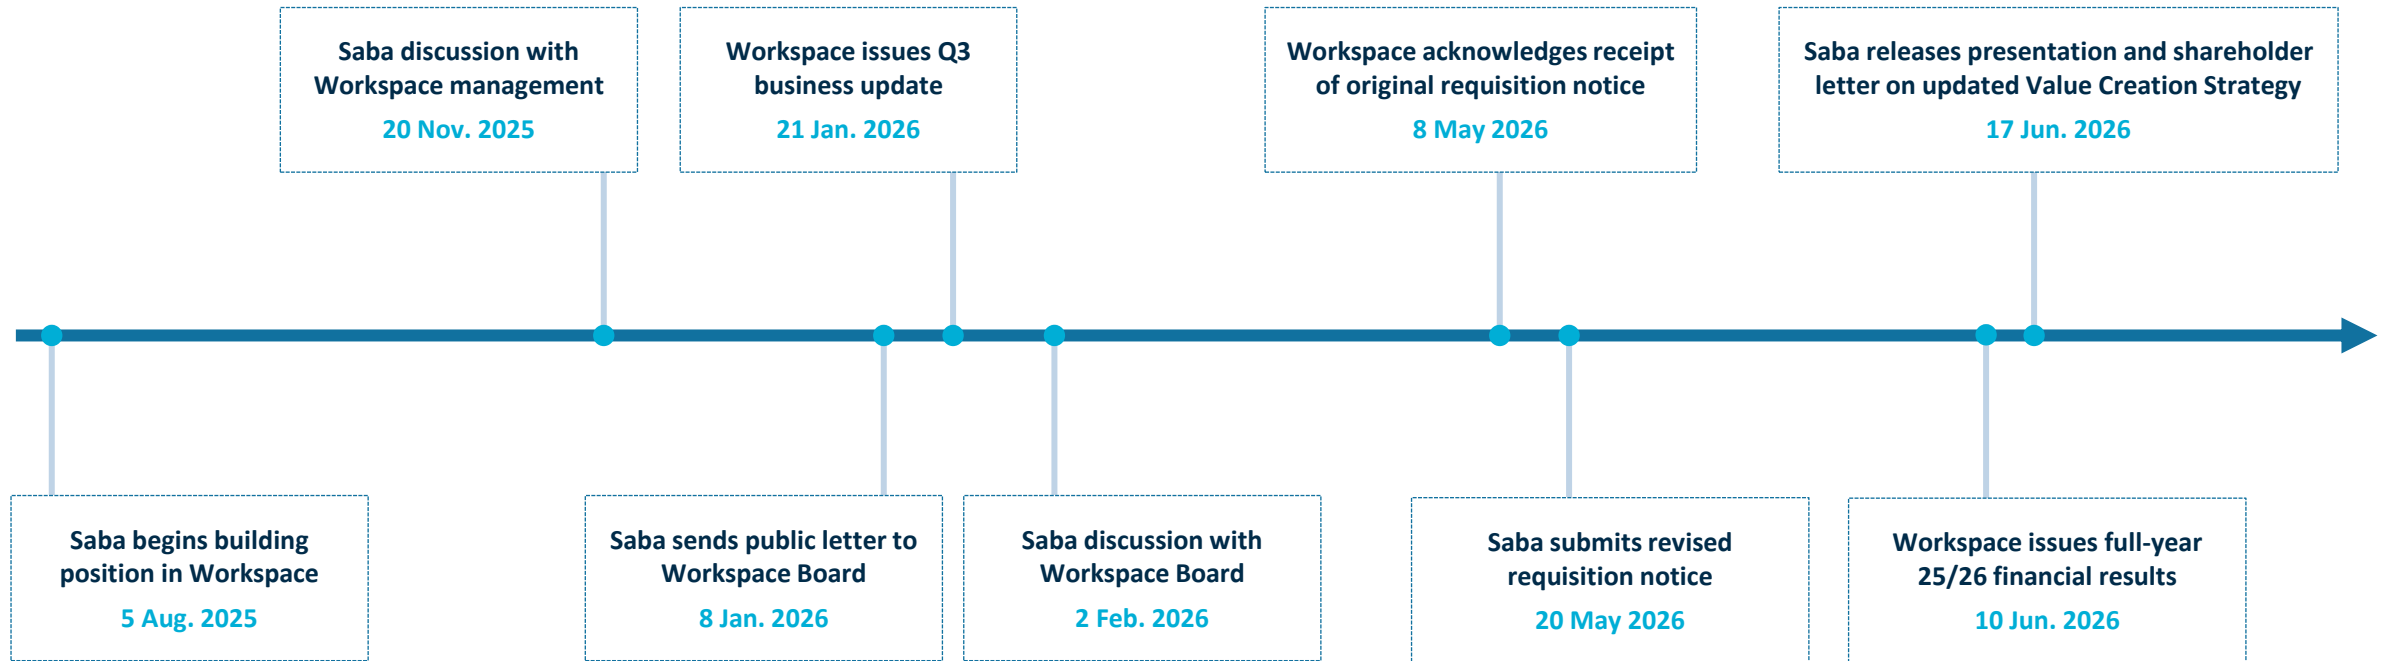 Saba discussion with
Workspace management
20 Nov. 2025
Workspace issues Q3
business update
21 Jan. 2026
Workspace acknowledges receipt
of original requisition notice
8 May 2026
Saba releases presentation and shareholder
letter on updated Value Creation Strategy
17 Jun. 2026
Saba begins building
position in Workspace
5 Aug. 2025
Saba sends public letter to
Workspace Board
8 Jan. 2026
Saba discussion with
Workspace Board
2 Feb. 2026
Saba submits revised
requisition notice
20 May 2026
Workspace issues full-year
25/26 financial results
10 Jun. 2026